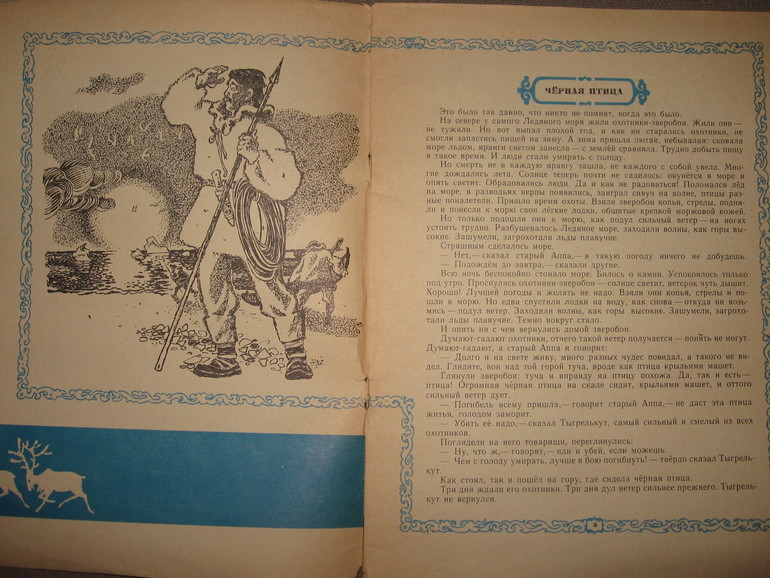 ЧЁРНАЯ ПТИЦА
Это было так давно, что никто не помнит, когда это было.
На севере у самого Ледяного моря жили охотники-зверобои. Жили они —
не тужили. Но вот выпал плохой год, и как ни старались охотники, не
смогли запастись пищей на зиму. А зима пришла лютая, небывалая: сковала
море льдом, яранги снегом занесла — с землёй сравняла. Трудно добыть пищу
в такое время. И люди стали умирать с голоду.
Но смерть не в каждую ярангу зашла, не каждого с собой увела. Мно-
гие дождались лета. Солнце теперь почти не садилось: окунётся в море и
опять светит. Обрадовались люди. Да и как не радоваться! Поломался лёд
на море, в разводьях нерпы появились, заиграл сивуч на волне, птицы раз-
ные поналетели. Пришло время охоты. Взяли зверобои копья, стрелы, подня-
ли и понесли к морю свои лёгкие лодки, обшитые крепкой моржовой кожей.
Но только подошли они к морю, как подул сильный ветер — на ногах
устоять трудно. Разбушевалось Ледяное море, заходили волны, как горы вы-
сокие. Зашумели, загрохотали льды плавучие.
Страшным сделалось море.
— Нет,— сказал старый Аппа,— в такую погоду ничего не добудешь.
— Подождём до завтра,— сказали другие.
Всю ночь беспокойно стонало море. Билось о камни. Успокоилось только
под утро. Проснулись охотники-зверобои — солнце светит, ветерок чуть дышит.
Хорошо! Лучшей погоды и желать не надо. Взяли они копья, стрелы и по-
шли к морю. Но едва спустили лодки на воду, как снова — откуда ни возь-
мись — подул ветер. Заходили волны, как горы высокие. Зашумели, загрохо-
тали льды плавучие. Темно вокруг стало.
И опять ни с чем вернулись домой зверобои.
Думают-гадают охотники, отчего такой ветер получается — понять не могут.
Думают-гадают, а старый Аппа и говорит:
— Долго я на свете живу, много разных чудес повидал, а такого не ви-
дел. Глядите, вон над той горой туча, вроде как птица крыльями машет.
Глянули зверобои: туча и вправду на птицу похожа. Да, так и есть —
птица! Огромная чёрная птица на скале сидит, крыльями машет, и оттого
сильный ветер дует.
— Погибель всему пришла,— говорит старый Аппа,— не даст эта птица
житья, голодом заморит.
— Убить её надо,— сказал Тыгрелькут, самый сильный и смелый из всех
охотников.
Поглядели на него товарищи, переглянулись:
— Ну, что ж,— говорят,— иди и убей, если можешь.
— Чем с голоду умирать, лучше в бою погибнуть! — твёрдо сказал Тыгрель-
кут.
Как стоял, так и пошёл на гору, где сидела чёрная птица.
Три дня ждали его охотники. Три дня дул ветер сильнее прежнего. Тыгрель-
кут не вернулся.